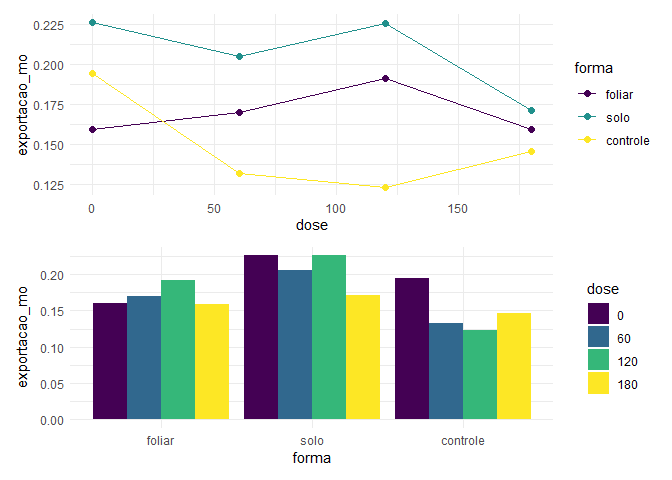 0.225
0.200
0.175
0.150
0.125
exportacao_mo
0 50 100 150
dose
forma
foliar
solo
controle
0.20
0.15
0.10
0.05
0.00
exportacao_mo
foliar solo controle
forma
dose
0
60
120
180